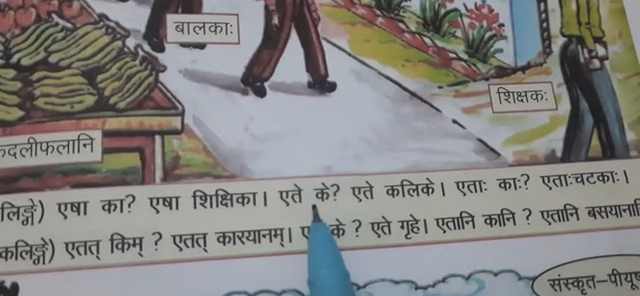 बालकाः
शिक्षकः
दलीफलानि
लिङ्गे) एषा का? एषा शिक्षिका। एते के? एते कलिके। एताः काः? एताःचटकाः।
कलिङ्गे) एतत् किम् ? एतत् कारयानम्। के ? एते गृहे। एतानि कानि ? एतानि बसयानानि
संस्कृत-पीयूष